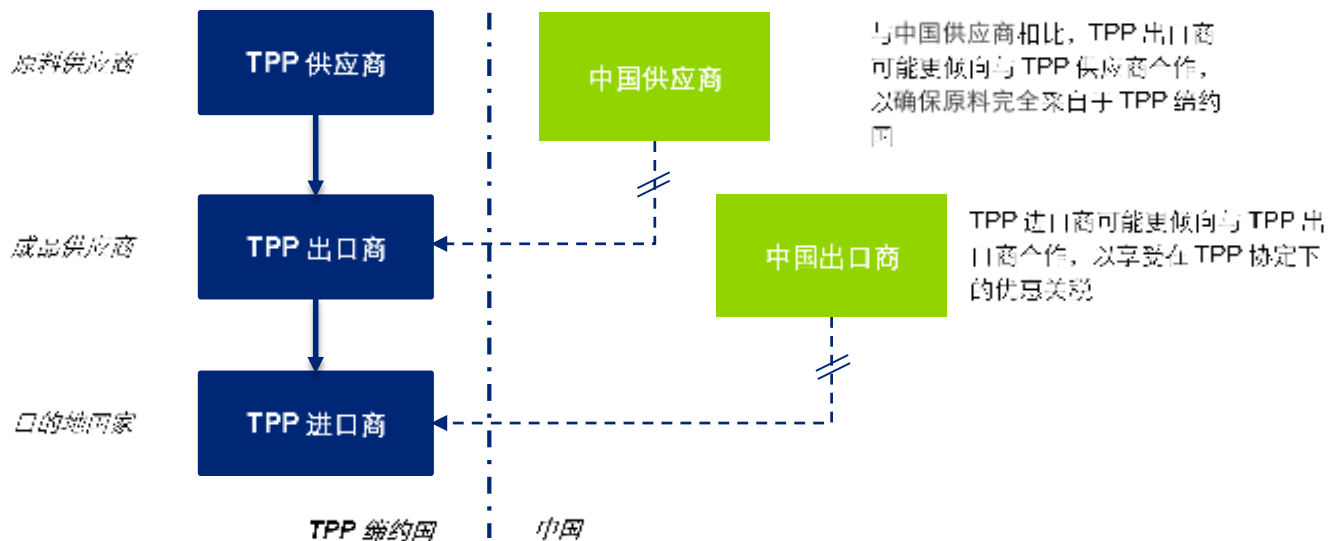 原料供应商
TPP 供应商
中国供应商
与中国供应商相比，TPP 出口商
可能更倾向与 TPP 供应商合作，
以确保原料完全来自于 TPP 缔约
国
成品供应商
TPP 出口商
中国出口商
TPP 进口商可能更倾向与 TPP 出
口商合作，以享受在 TPP 协定下
的优惠关税
目的地国家
TPP 进口商
TPP 缔约国
中国